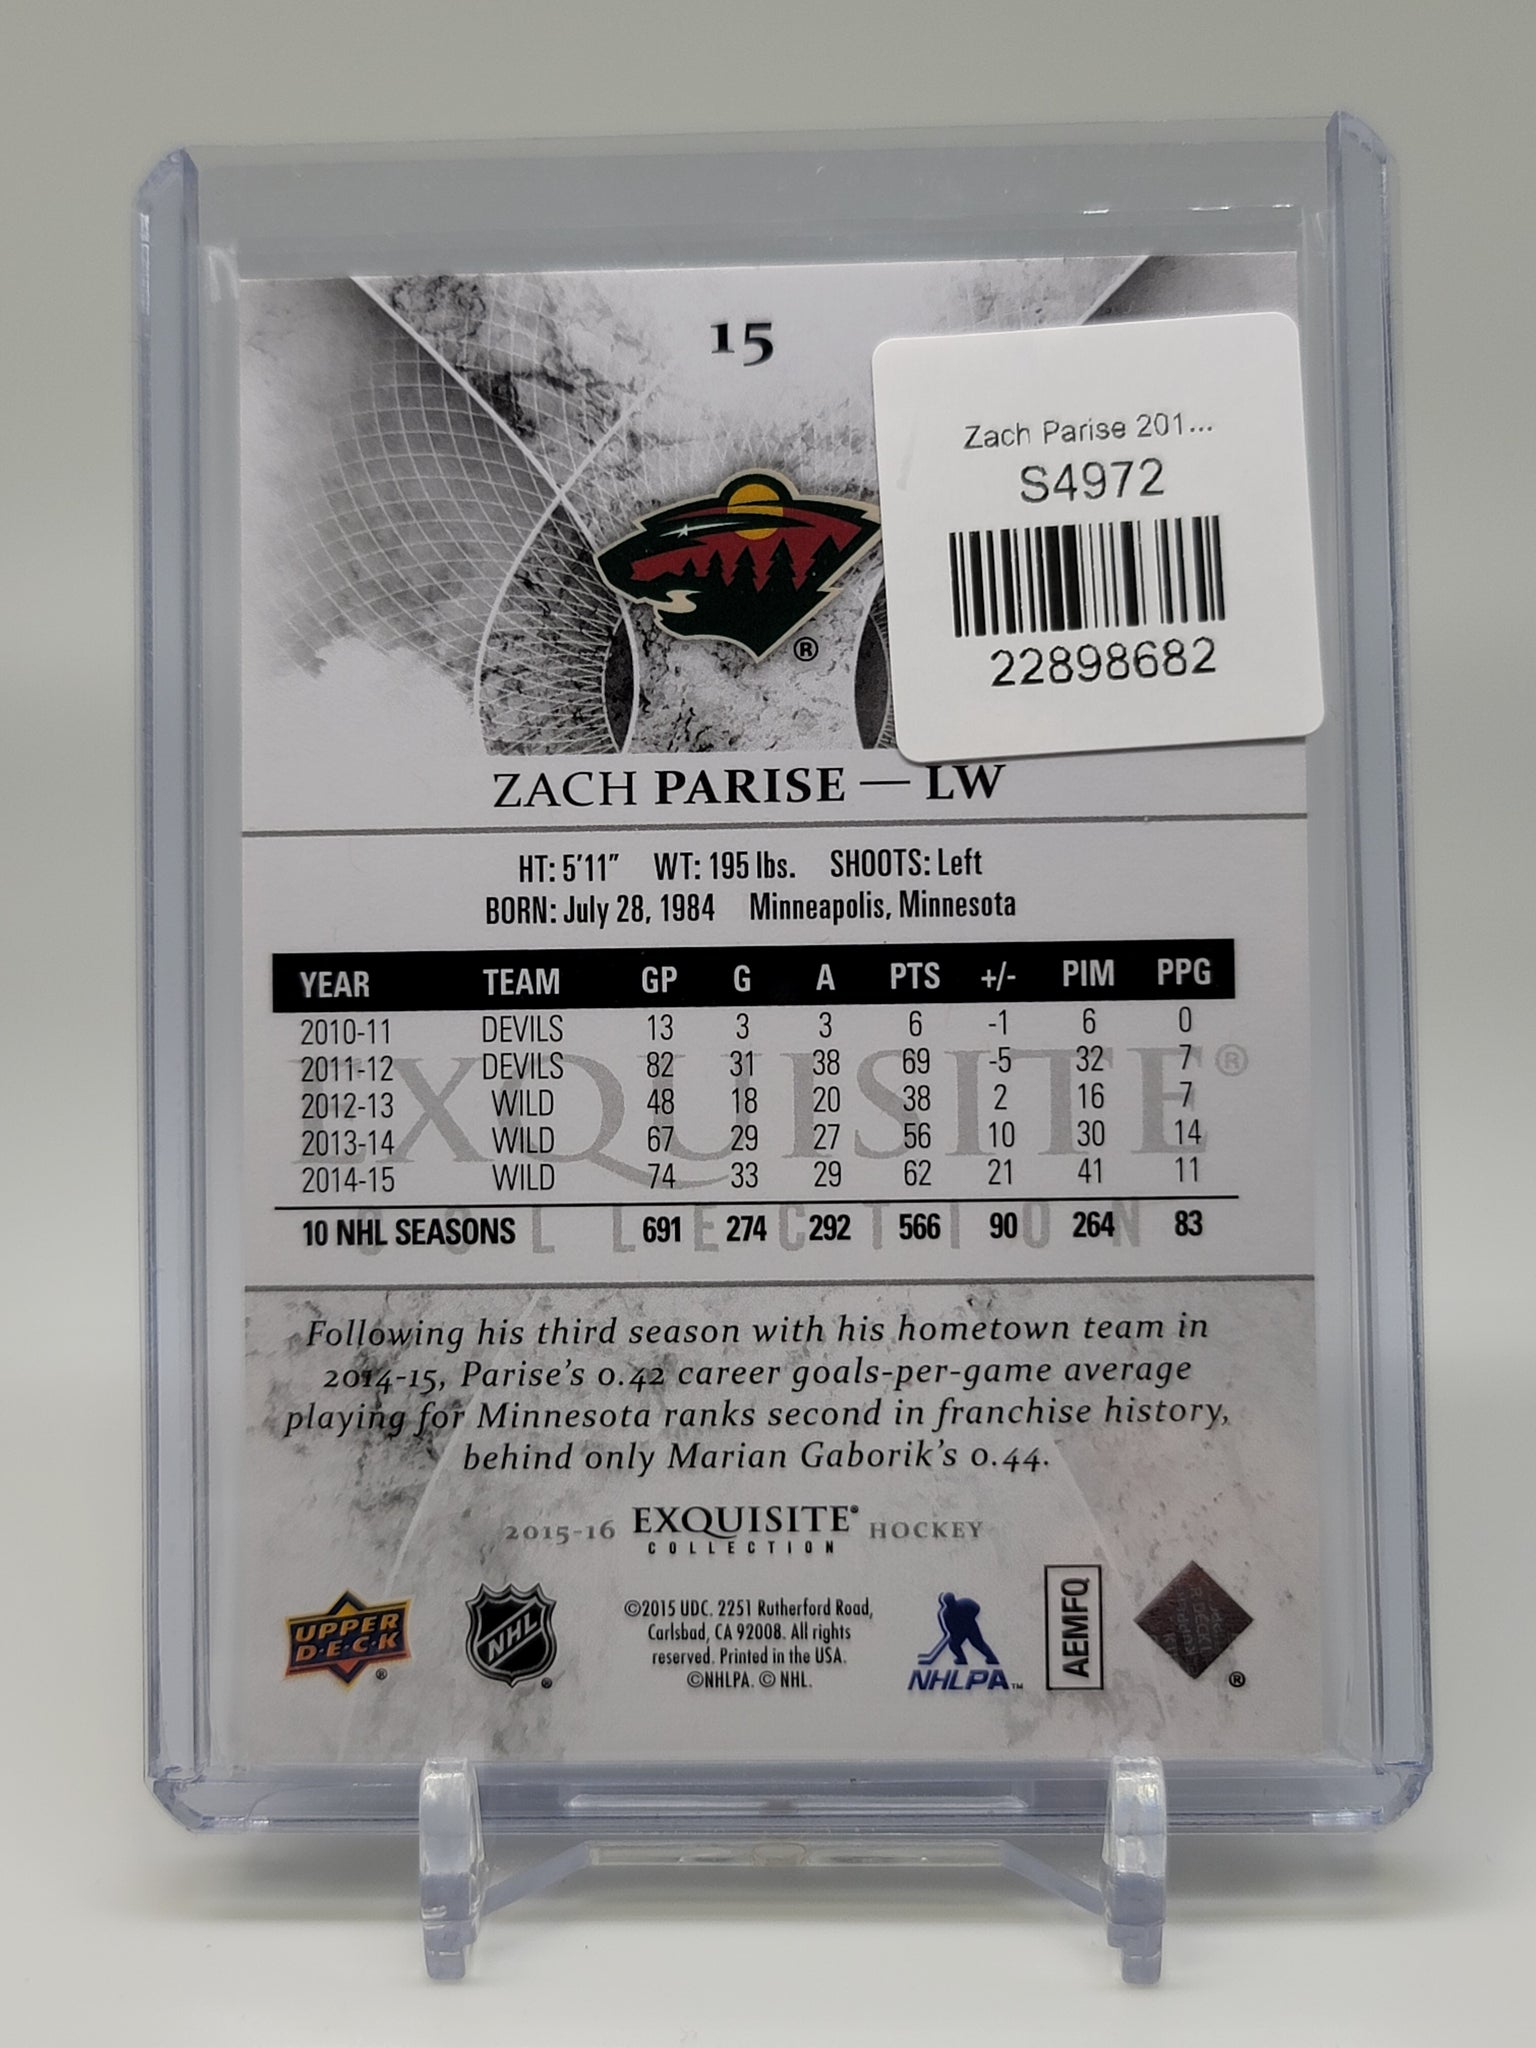 15
Zach Parise 201...
S4972
22898682
®
ZACH PARISE — LW
HT: 5'11" WT: 195 lbs. SHOOTS: Left
BORN: July 28, 1984 Minneapolis, Minnesota
YEAR TEAM GP G A PTS +/- PIM PPG
2010-11 DEVILS 13 3 3 6 -1 6 0
2011-12 DEVILS 82 31 38 69 -5 32 7
2012-13 WILD 48 18 20 38 2 16 7
2013-14 WILD 67 29 27 56 10 30 14
2014-15 WILD 74 33 29 62 21 41 11
10 NHL SEASONS 691 274 292 566 90 264 83
EXQUISITE®
COLLECTION
Following his third season with his hometown team in
2014-15, Parise's 0.42 career goals-per-game average
playing for Minnesota ranks second in franchise history,
behind only Marian Gaborik's 0.44.
2015-16 EXQUISITE® HOCKEY
COLLECTION
UPPER
D·E·C·K®
NHL®
©2015 UDC. 2251 Rutherford Road,
Carlsbad, CA 92008. All rights
reserved. Printed in the USA.
©NHLPA. © NHL.
NHLPA™
AEMFQ
®